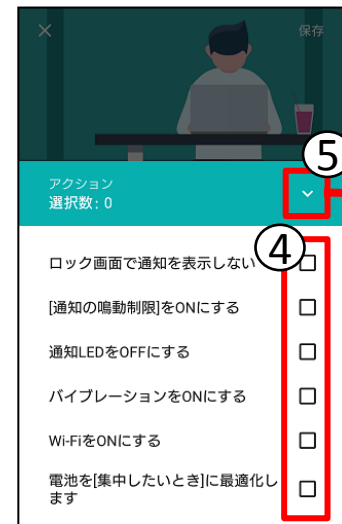 保存
⑤
アクション
選択数: 0
④
ロック画面で通知を表示しない
[通知の鳴動制限]をONにする
通知LEDをOFFにする
バイブレーションをONにする
Wi-FiをONにする
電池を[集中したいとき]に最適化し
ます